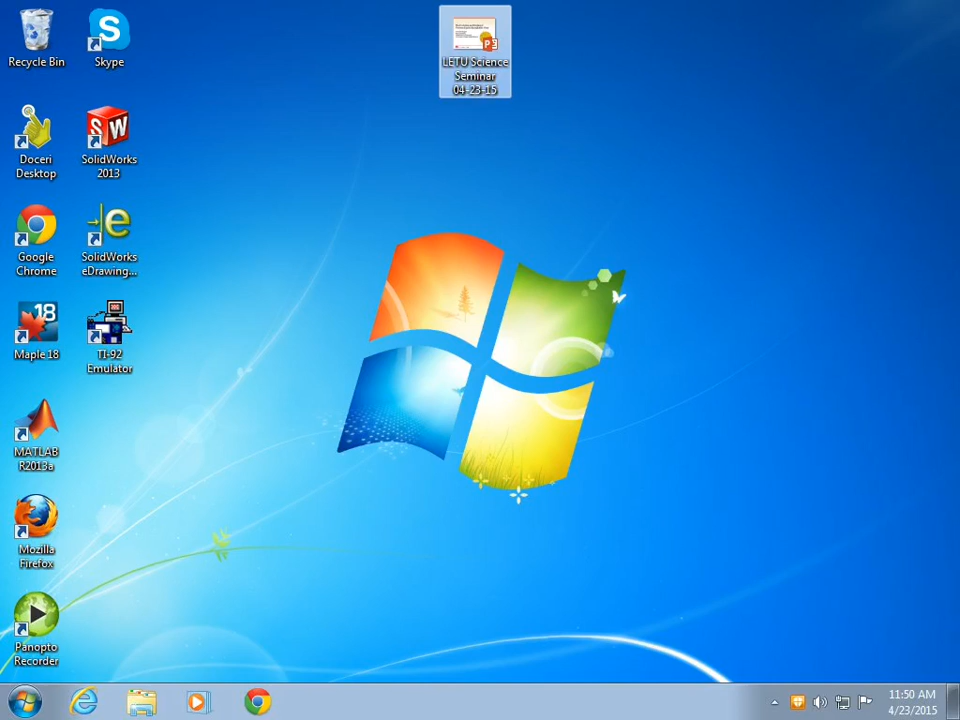 Recycle Bin
Skype
LETU Science
Seminar
04-23-15
Doceri
Desktop
SolidWorks
2013
Google
Chrome
SolidWorks
eDrawing...
Maple 18
TI-92
Emulator
MATLAB
R2013a
Mozilla
Firefox
Panopto
Recorder
11:50 AM
4/23/2015